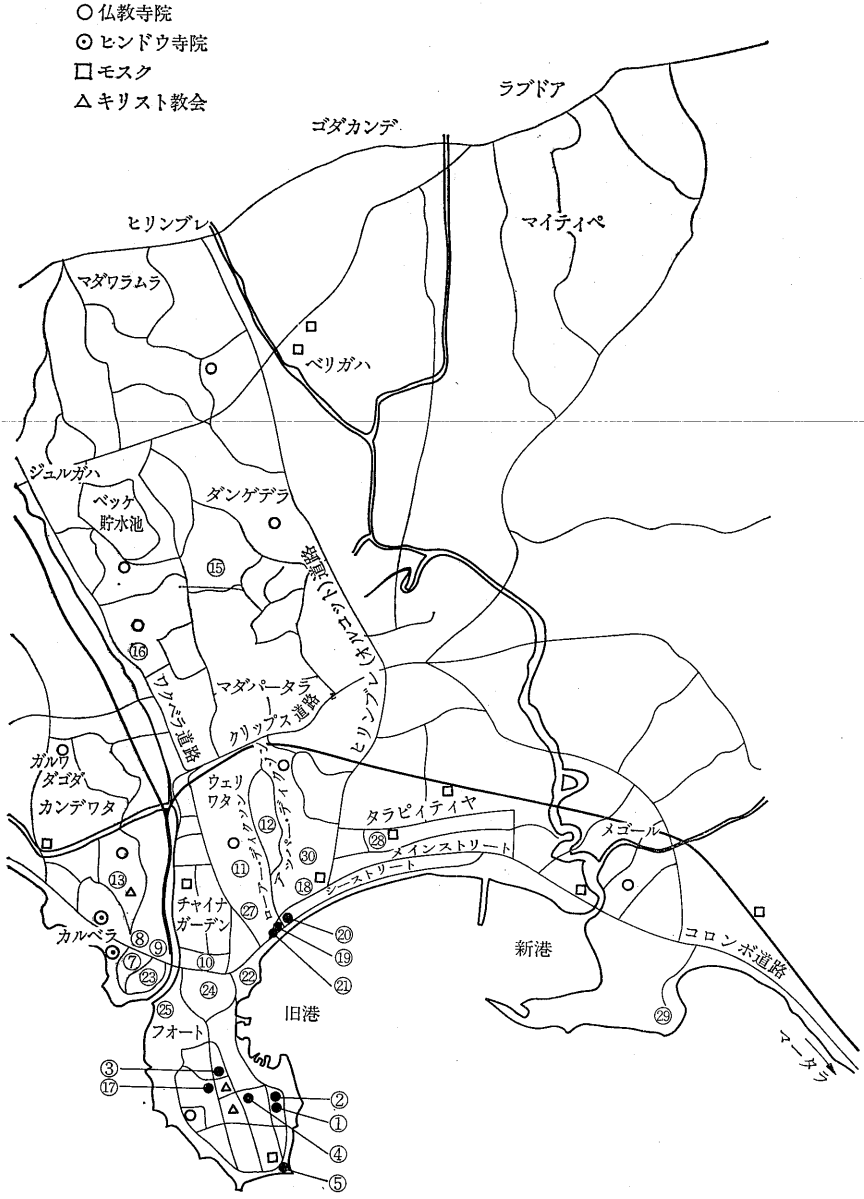 ○ 仏教寺院
⊙ ヒンドウ寺院
□ モスク
△ キリスト教会
ラブドア
ゴダカンデ
ヒリンブレ
マイティペ
マダワラムラ
ベリガハ
ジュルガハ
ベッケ
貯水池
ダンゲデラ
⑮
ヒリンブレ(オルコット)道路
⑯
マダパータラ
ワクベラ道路
クリップス道路
ガルワ
ダゴダ
カンデワタ
ウェリ
ワタ
タラピィティヤ
メゴール
⑫
㉘
メインストリート
⑪
アッパー・ディクソン
ローアー・ディクソン
㉚
⑬
⑱
シーストリート
チャイナ
ガーデン
㉗
カルベラ
⑧
⑨
⑳
⑲
㉑
⑦
㉓
⑩
㉒
新港
コロンボ道路
㉔
㉕
旧港
㉙
フォート
マータラ
③
⑰
②
①
④
⑤